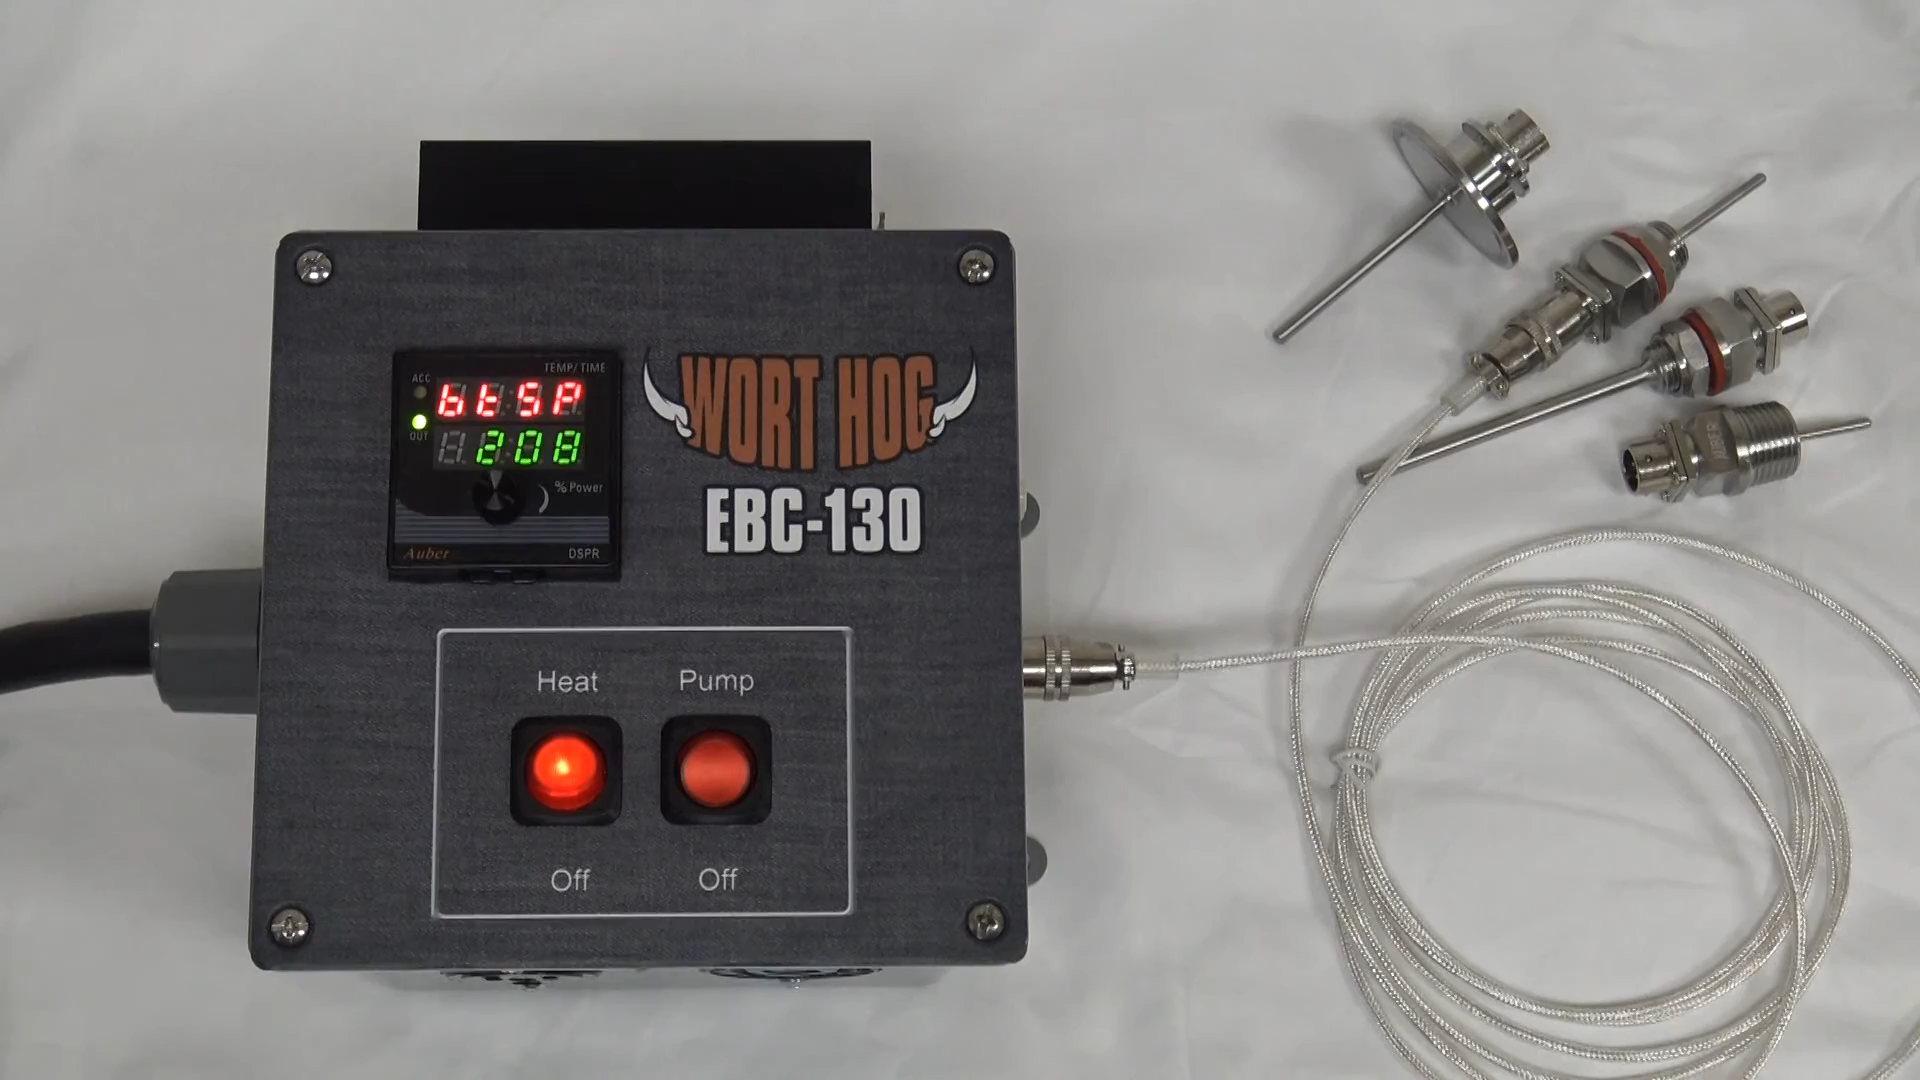 TEMP/TIME
ACC
btSP
OUT
208
% Power
Auber
DSPR
WORT HOG
EBC-130
Heat Pump
Off Off